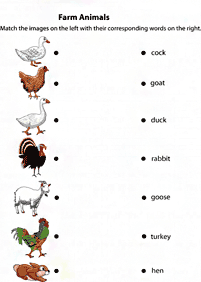 Farm Animals
Match the images on the left with their corresponding words on the right.
cock
goat
duck
rabbit
goose
turkey
hen